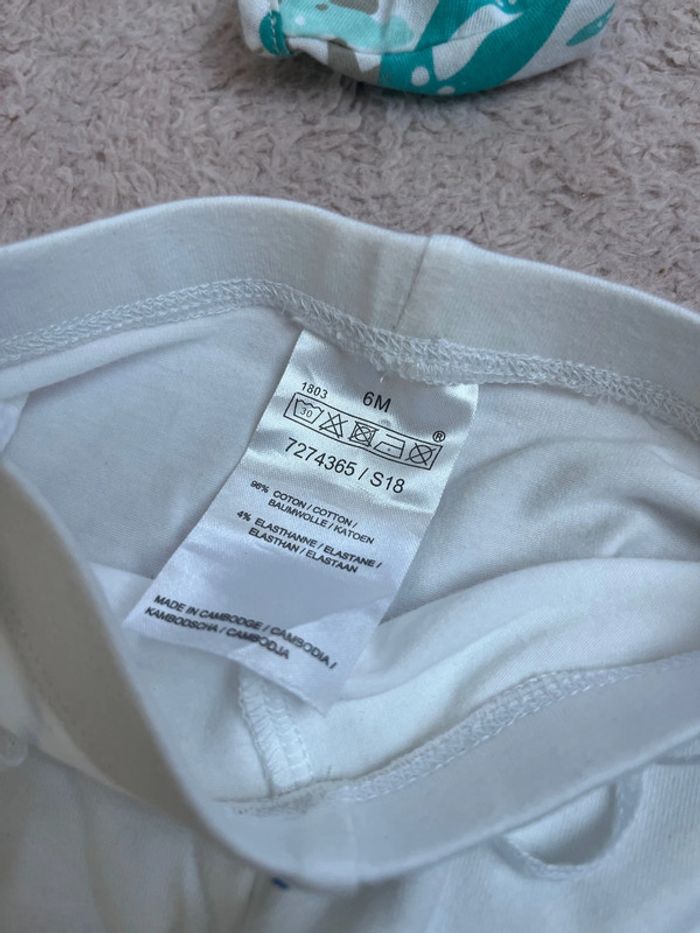 1803 6M
30 ®
7274365 / S18
96% COTON / COTTON /
BAUMWOLLE / KATOEN
4% ELASTHANNE / ELASTANE /
ELASTHAN / ELASTAAN
MADE IN CAMBODGE / CAMBODIA /
KAMBODSCHA / CAMBODJA